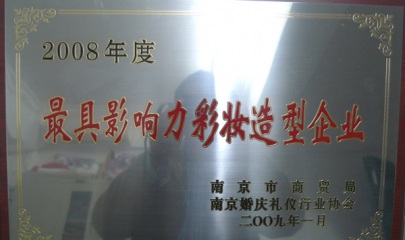 2008年度
最具影响力彩妆造型企业
南京市商贸局
南京婚庆礼仪行业协会
二〇〇九年一月